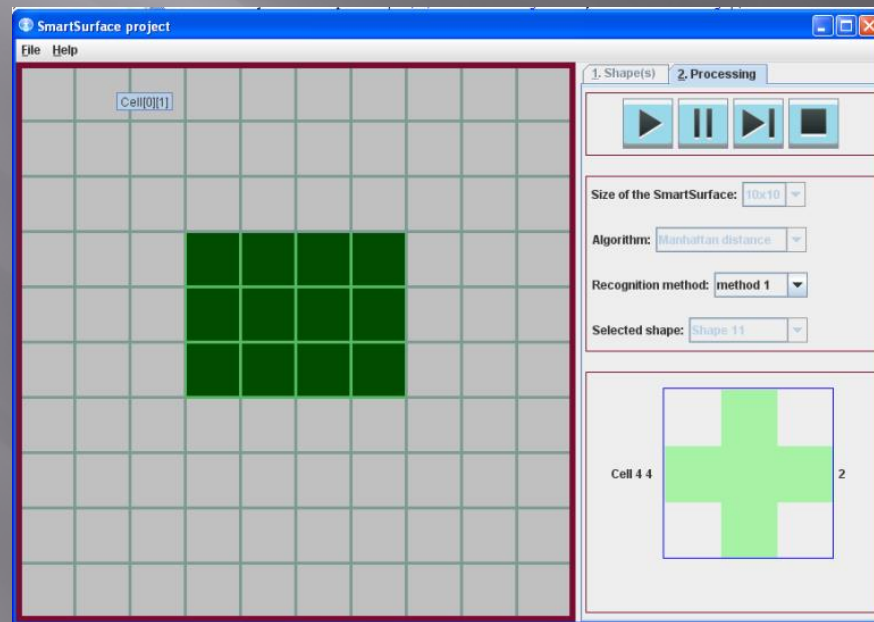 SmartSurface project
File Help
Cell[0][1]
1. Shape(s) 2. Processing
Size of the SmartSurface: 10x10
Algorithm: Manhattan distance
Recognition method: method 1
Selected shape: Shape 11
Cell 4 4 2